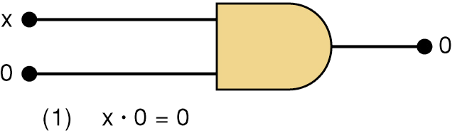 x
0
0
(1) x · 0 = 0